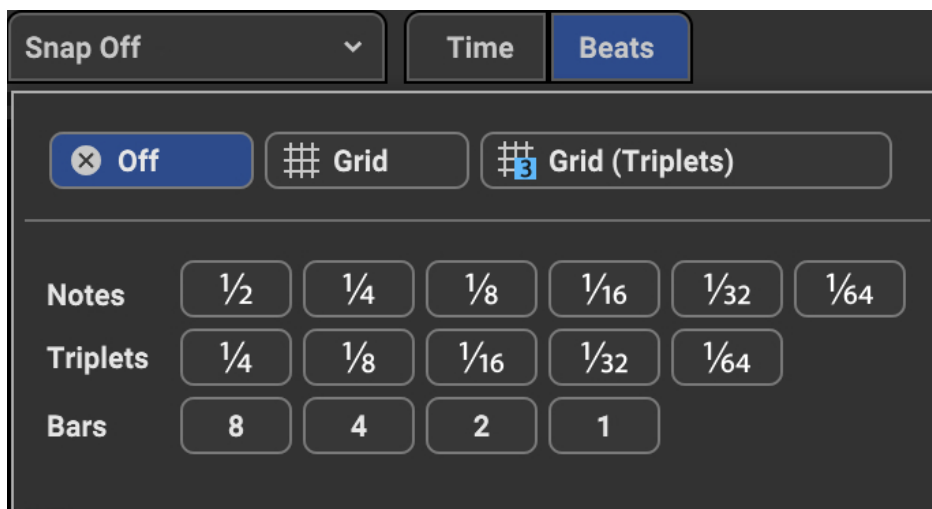 Snap Off Time Beats
Off Grid 3 Grid (Triplets)
Notes ½ ¼ ⅛ 1⁄16 1⁄32 1⁄64
Triplets ¼ ⅛ 1⁄16 1⁄32 1⁄64
Bars 8 4 2 1